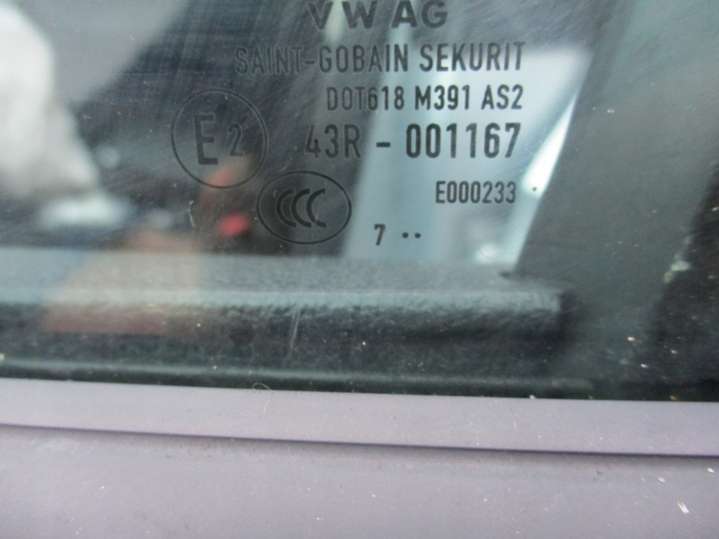 VW AG
SAINT-GOBAIN SEKURIT
DOT618 M391 AS2
E2 43R - 001167
CCC E000233
7 ..